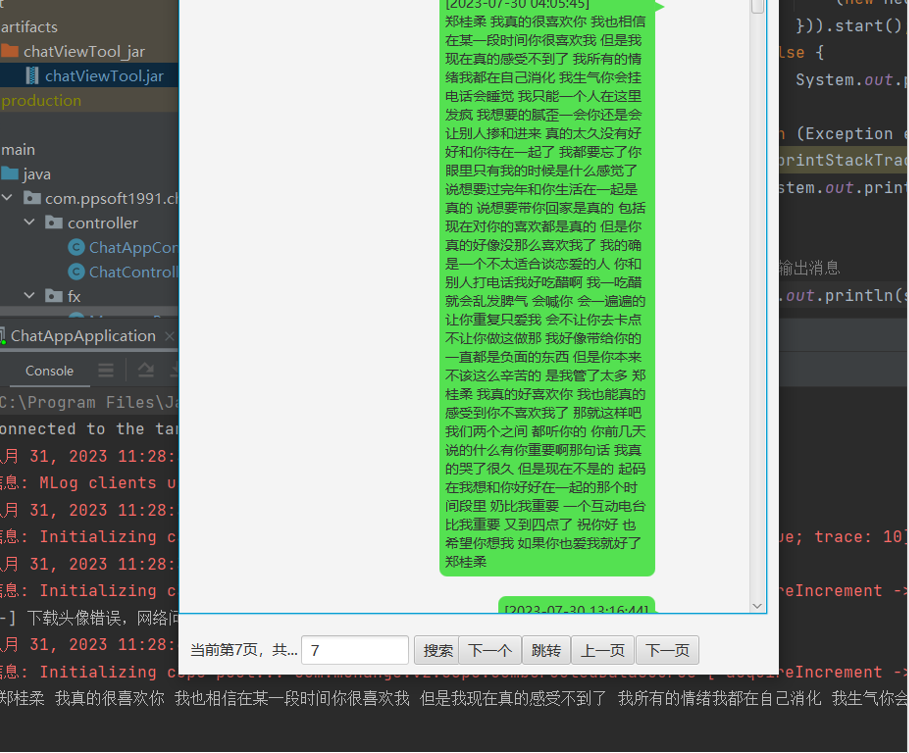 artifacts
chatViewTool_jar
chatViewTool.jar
production
main
java
com.ppsoft1991.c
controller
ChatAppCor
ChatControll
fx
ChatAppApplication
Console
C:\Program Files\Ja
onnected to the ta
月 31, 2023 11:28:
息: MLog clients u
月 31, 2023 11:28:
信息: Initializing c
月 31, 2023 11:28:
信息: Initializing c
-] 下载头像错误，网络问
月 31, 2023 11:28:
信息: Initializing c
郑桂柔 我真的很喜欢你 我也相信在某一段时间你很喜欢我 但是我现在真的感受不到了 我所有的情绪我都在自己消化 我生气你会
[2023-07-30 04:05:45]
郑桂柔 我真的很喜欢你 我也相信
在某一段时间你很喜欢我 但是我
现在真的感受不到了 我所有的情
绪我都在自己消化 我生气你会挂
电话会睡觉 我只能一个人在这里
发疯 我想要的腻歪一会你还是会
让别人掺和进来 真的太久没有好
好和你待在一起了 我都要忘了你
眼里只有我的时候是什么感觉了
说想要过完年和你生活在一起是
真的 说想要带你回家是真的 包括
现在对你的喜欢都是真的 但是你
真的好像没那么喜欢我了 我的确
是一个不太适合谈恋爱的人 你和
别人打电话我好吃醋啊 我一吃醋
就会乱发脾气 会喊你 会一遍遍的
让你重复只爱我 会不让你去卡点
不让你做这做那 我好像带给你的
一直都是负面的东西 但是你本来
不该这么辛苦的 是我管了太多 郑
桂柔 我真的好喜欢你 我也能真的
感受到你不喜欢我了 那就这样吧
我们两个之间 都听你的 你前几天
说的什么有你重要啊那句话 我真
的哭了很久 但是现在不是的 起码
在我想和你好好在一起的那个时
间段里 奶比我重要 一个互动电台
比我重要 又到四点了 祝你好 也
希望你想我 如果你也爱我就好了
郑桂柔
[2023-07-30 13:16:44]
当前第7页，共...
7
搜索
下一个
跳转
上一页
下一页
})).start()
lse {
System.out.p
(Exception e
printStackTrac
stem.out.print
输出消息
.out.println(s
ue; trace: 10]
reIncrement ->